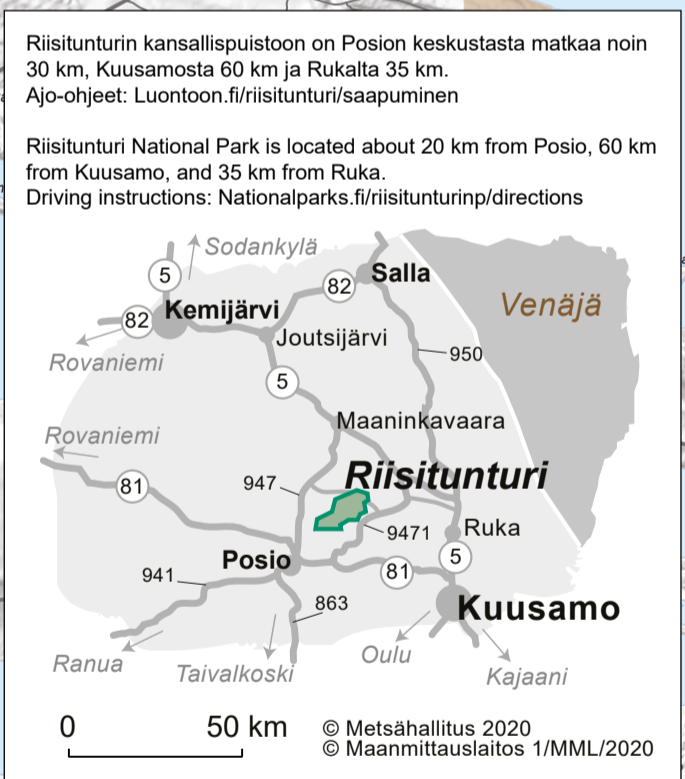 Riisitunturin kansallispuistoon on Posion keskustasta matkaa noin
30 km, Kuusamosta 60 km ja Rukalta 35 km.
Ajo-ohjeet: Luontoon.fi/riisitunturi/saapuminen
Riisitunturi National Park is located about 20 km from Posio, 60 km
from Kuusamo, and 35 km from Ruka.
Driving instructions: Nationalparks.fi/riisitunturinp/directions
Sodankylä
5
Salla
82
Kemijärvi
Venäjä
82
Joutsijärvi
Rovaniemi
950
5
Maaninkavaara
Rovaniemi
Riisitunturi
947
81
Ruka
9471
Posio
5
81
941
863
Kuusamo
Ranua
Taivalkoski
Oulu
Kajaani
0 50 km
© Metsähallitus 2020
© Maanmittauslaitos 1/MML/2020